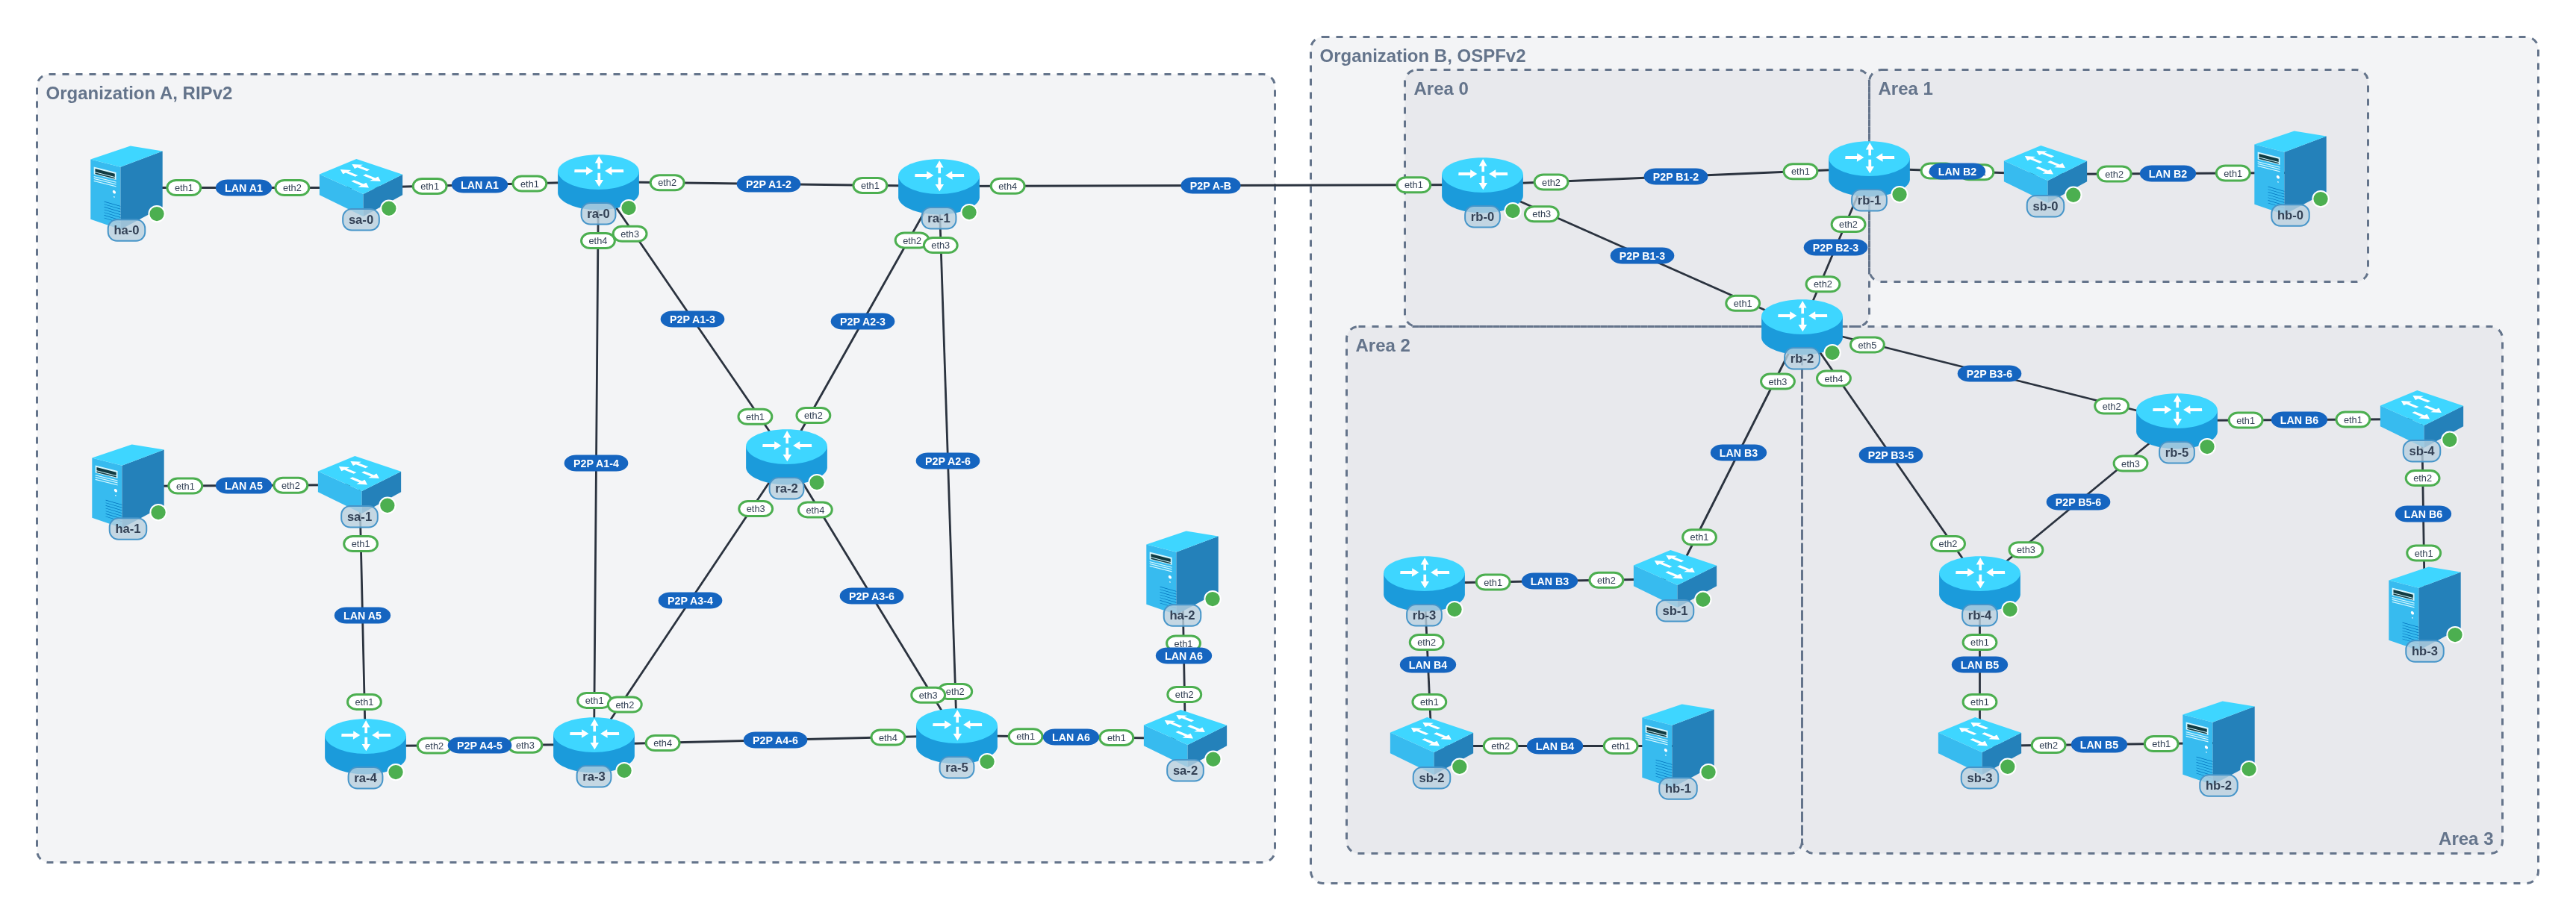 Organization A, RIPv2
eth1 LAN A1 eth2 eth1 LAN A1 eth1 eth2 P2P A1-2 eth1 eth4 P2P A-B
ha-0 sa-0 ra-0 ra-1
eth4 eth3 eth2 eth3
P2P A1-3 P2P A2-3
eth1 eth2
P2P A1-4 P2P A2-6
eth1 LAN A5 eth2 ra-2
ha-1 sa-1 eth3 eth4
eth1
P2P A3-4 P2P A3-6
LAN A5 ha-2
eth1
LAN A6
eth1 eth1 eth2 eth3 eth2 eth2
eth2 P2P A4-5 eth3 eth4 P2P A4-6 eth4 eth1 LAN A6 eth1
ra-4 ra-3 ra-5 sa-2
Organization B, OSPFv2
Area 0 Area 1
eth1 eth2 P2P B1-2 eth1 LAN B2 eth2 LAN B2 eth1
rb-0 rb-1 sb-0 hb-0
eth3 eth2
P2P B1-3 P2P B2-3
eth1 eth2
Area 2 rb-2 eth5
eth3 eth4 P2P B3-6 eth2
LAN B3 P2P B3-5 rb-5 eth1 LAN B6 eth1
eth3 sb-4
eth2
P2P B5-6 LAN B6
eth1 eth2 eth3 eth1
eth1 LAN B3 eth2
rb-3 sb-1 rb-4 hb-3
eth2 eth1
LAN B4 LAN B5
eth1 eth1
eth2 LAN B4 eth1 eth2 LAN B5 eth1
sb-2 hb-1 sb-3 hb-2
Area 3